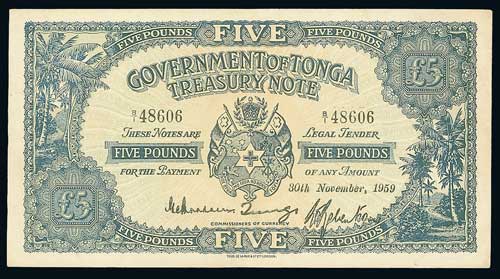 FIVE
FIVE POUNDS FIVE POUNDS
GOVERNMENT OF TONGA
TREASURY NOTE
£5
B/1 48606 B/1 48606
THESE NOTES ARE LEGAL TENDER
FIVE POUNDS FIVE POUNDS
FOR THE PAYMENT OF ANY AMOUNT
30th November, 1959
£5
COMMISSIONERS OF CURRENCY
FIVE POUNDS FIVE POUNDS
FIVE